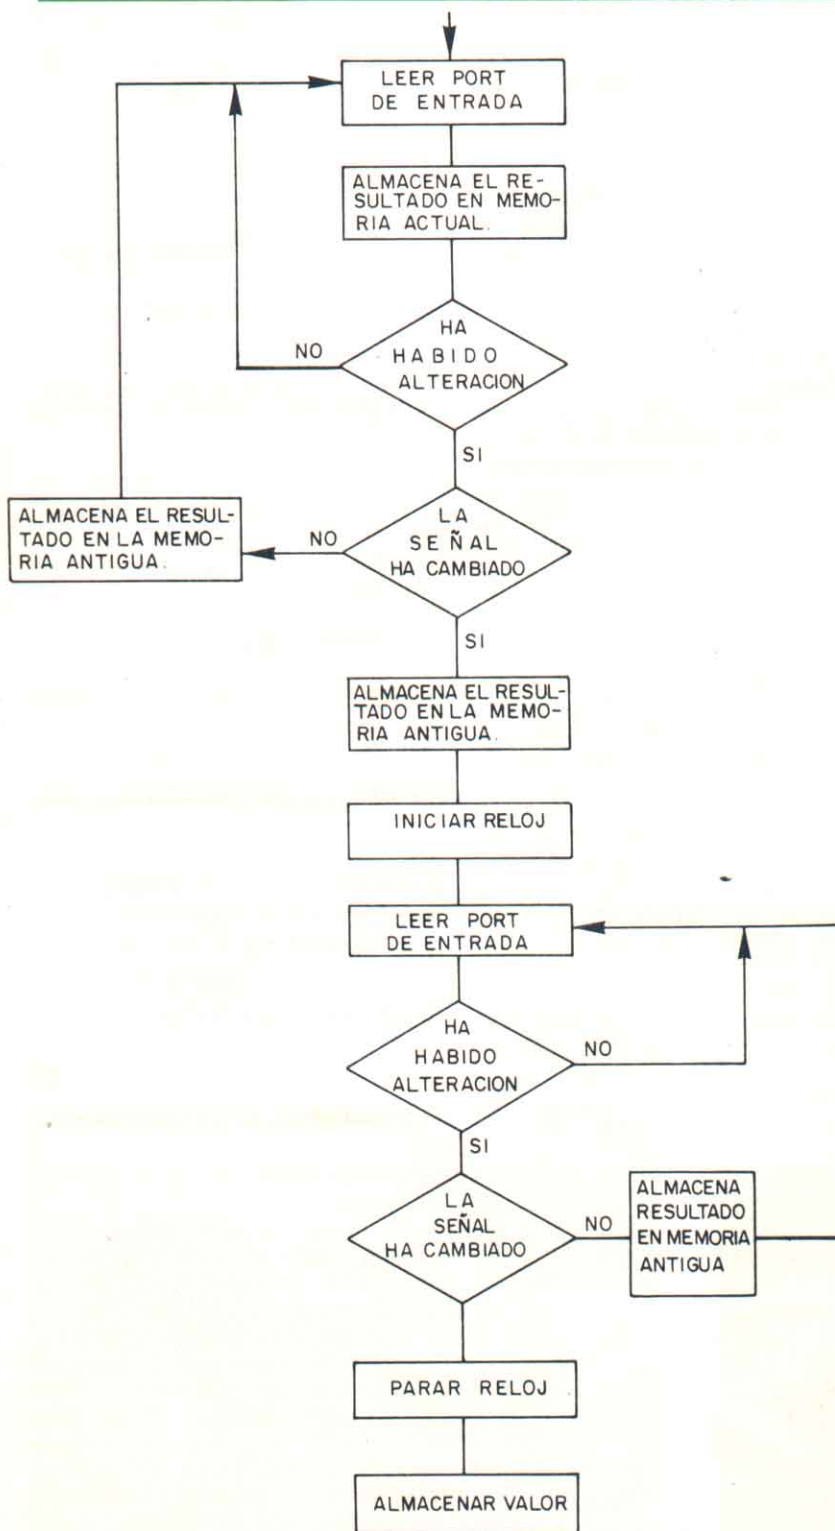 LEER PORT
DE ENTRADA
ALMACENA EL RE-
SULTADO EN MEMO-
RIA ACTUAL.
HA
HABIDO
ALTERACION
NO
SI
LA
SEÑAL
HA CAMBIADO
NO
ALMACENA EL RESUL-
TADO EN LA MEMO-
RIA ANTIGUA.
SI
ALMACENA EL RESUL-
TADO EN LA MEMO-
RIA ANTIGUA.
INICIAR RELOJ
LEER PORT
DE ENTRADA
HA
HABIDO
ALTERACION
NO
SI
LA
SEÑAL
HA CAMBIADO
NO
ALMACENA
RESULTADO
EN MEMORIA
ANTIGUA
PARAR RELOJ
ALMACENAR VALOR